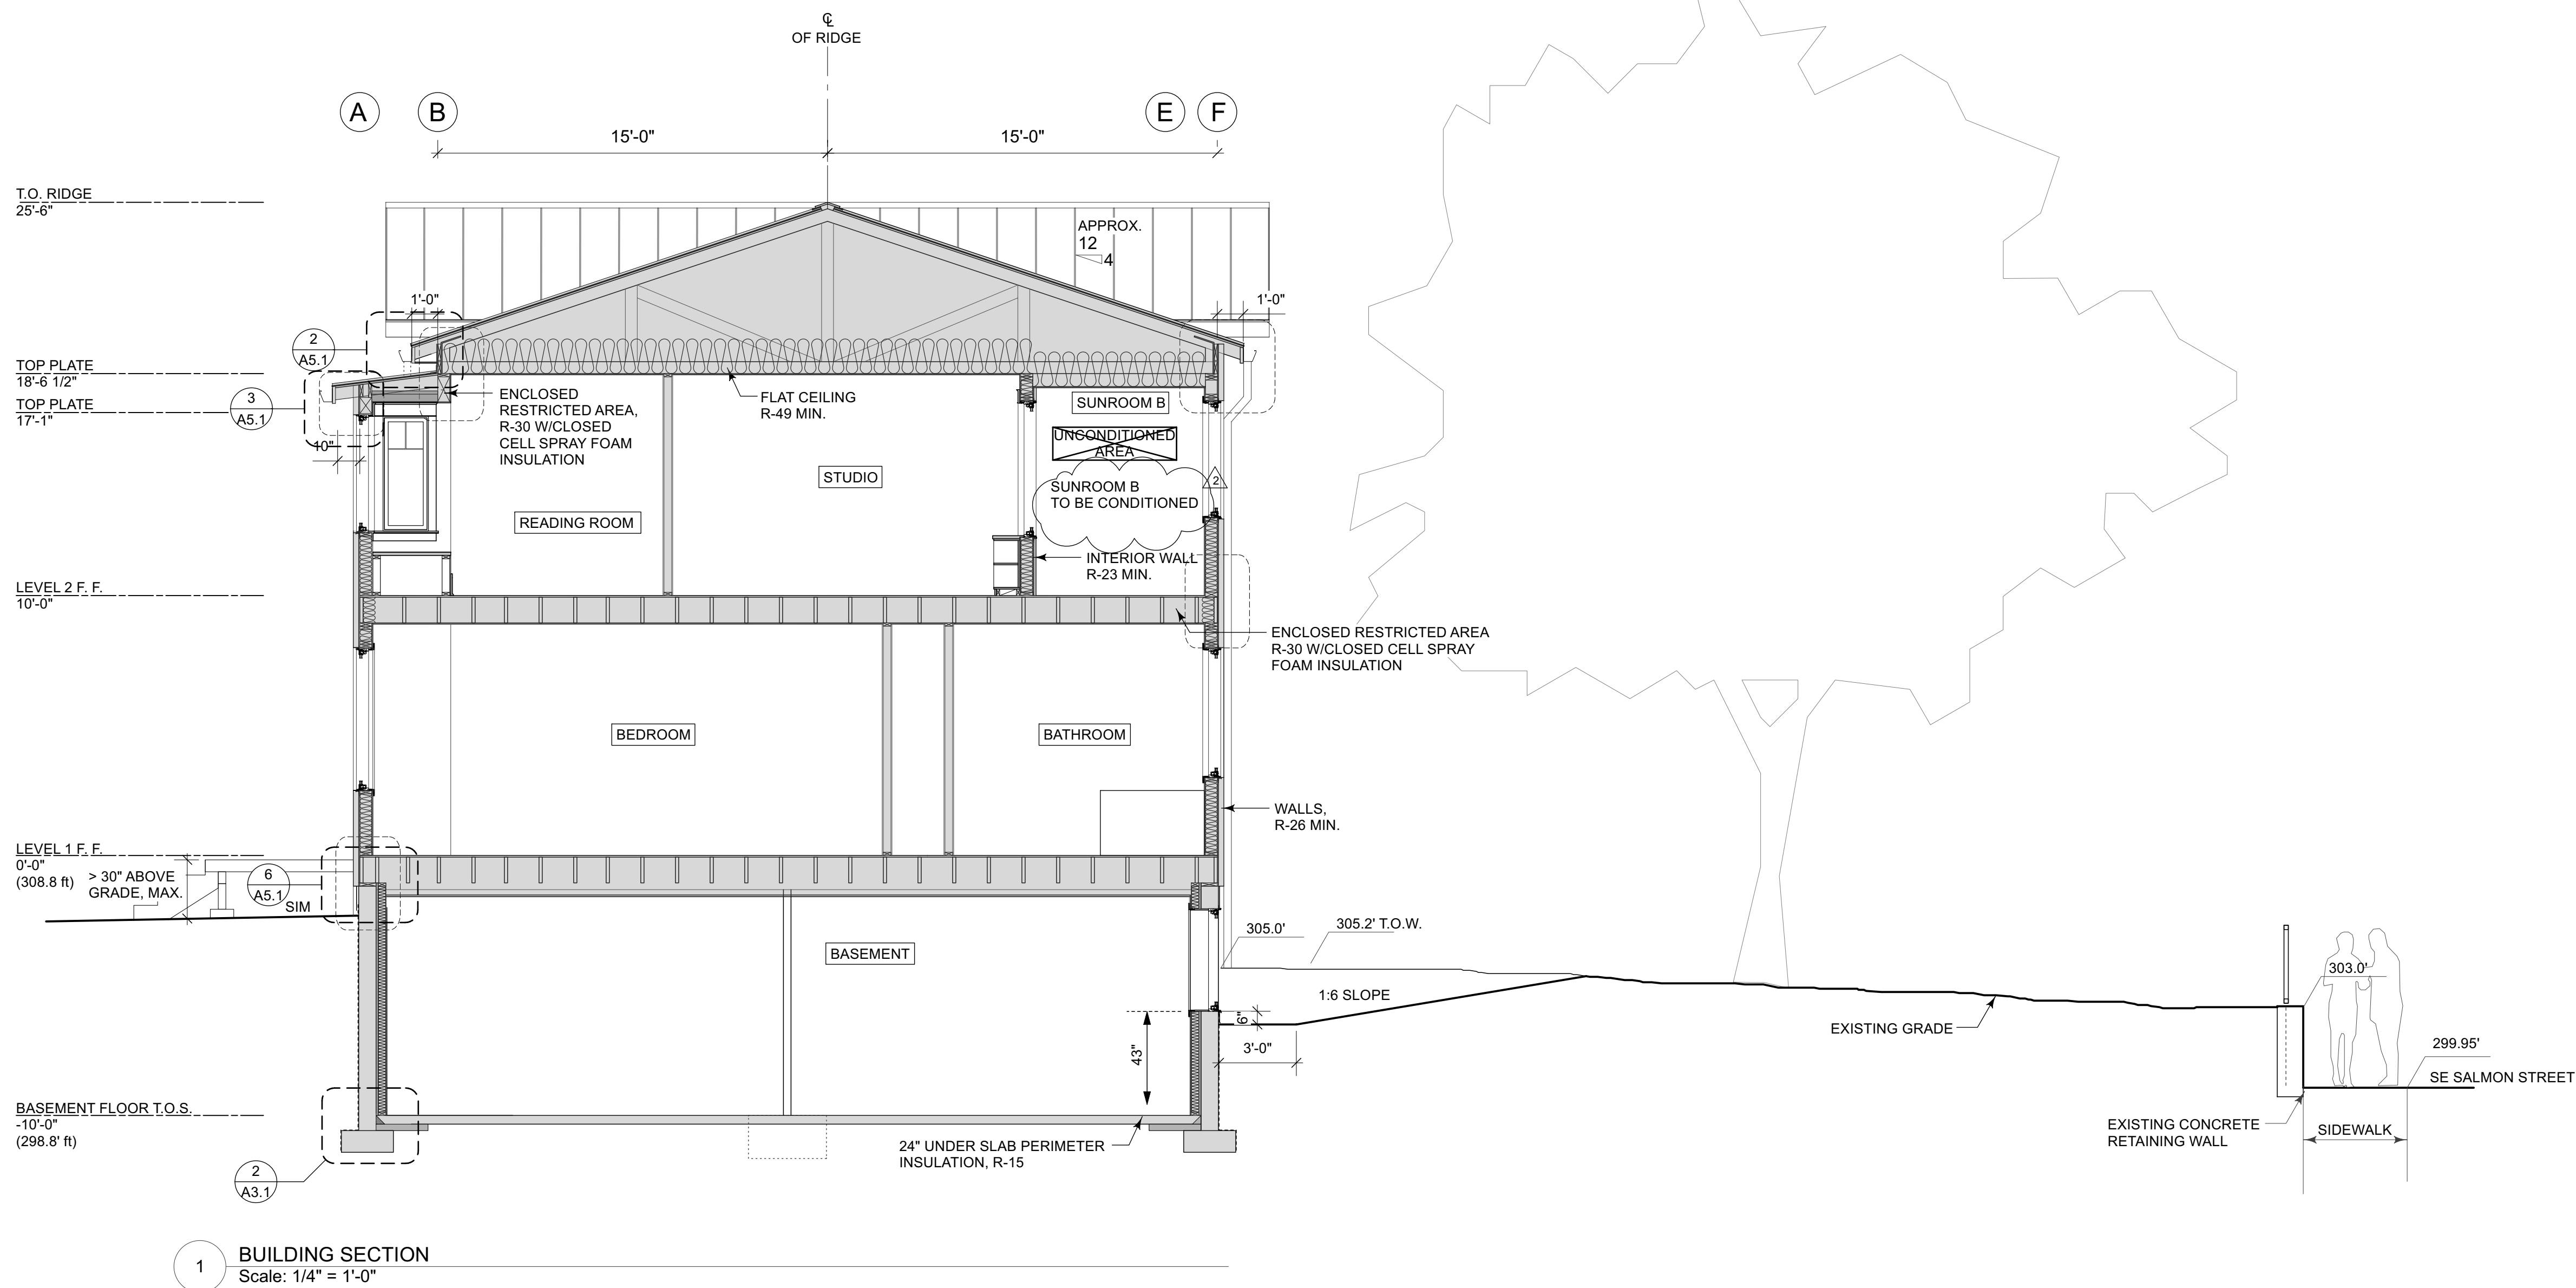 ℄
OF RIDGE
A
B
E
F
15'-0"
15'-0"
T.O. RIDGE
25'-6"
APPROX.
12
4
1'-0"
1'-0"
2
A5.1
TOP PLATE
18'-6 1/2"
TOP PLATE
17'-1"
3
A5.1
10"
ENCLOSED
RESTRICTED AREA,
R-30 W/CLOSED
CELL SPRAY FOAM
INSULATION
FLAT CEILING
R-49 MIN.
SUNROOM B
UNCONDITIONED
AREA
STUDIO
SUNROOM B
TO BE CONDITIONED
2
READING ROOM
INTERIOR WALL
R-23 MIN.
LEVEL 2 F. F.
10'-0"
ENCLOSED RESTRICTED AREA
R-30 W/CLOSED CELL SPRAY
FOAM INSULATION
BEDROOM
BATHROOM
WALLS,
R-26 MIN.
LEVEL 1 F. F.
0'-0"
(308.8 ft)
> 30" ABOVE
GRADE, MAX.
6
A5.1
SIM
305.0'
305.2' T.O.W.
BASEMENT
303.0'
1:6 SLOPE
6"
EXISTING GRADE
43"
3'-0"
299.95'
SE SALMON STREET
BASEMENT FLOOR T.O.S.
-10'-0"
(298.8' ft)
24" UNDER SLAB PERIMETER
INSULATION, R-15
EXISTING CONCRETE
RETAINING WALL
SIDEWALK
2
A3.1
1
BUILDING SECTION
Scale: 1/4" = 1'-0"